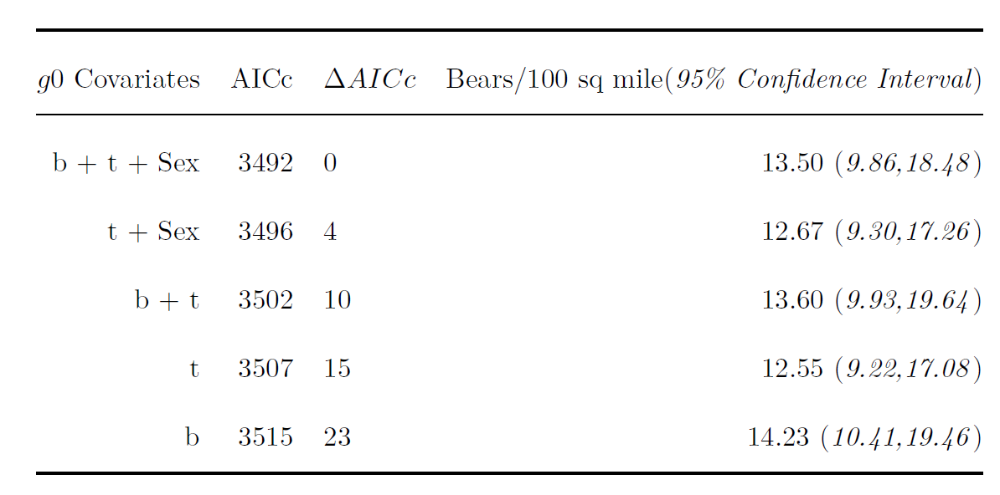 g0 Covariates AICc ΔAICc Bears/100 sq mile(95% Confidence Interval)
b + t + Sex 3492 0 13.50 (9.86,18.48)
t + Sex 3496 4 12.67 (9.30,17.26)
b + t 3502 10 13.60 (9.93,19.64)
t 3507 15 12.55 (9.22,17.08)
b 3515 23 14.23 (10.41,19.46)